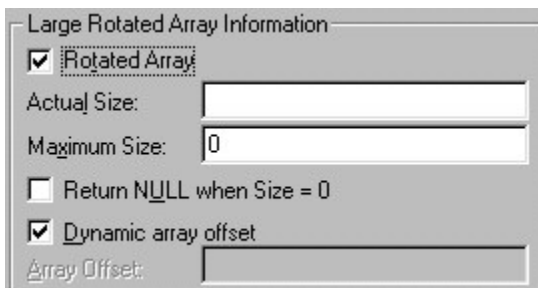 Large Rotated Array Information
Rotated Array
Actual Size:
Maximum Size: 0
Return NULL when Size = 0
Dynamic array offset
Array Offset: